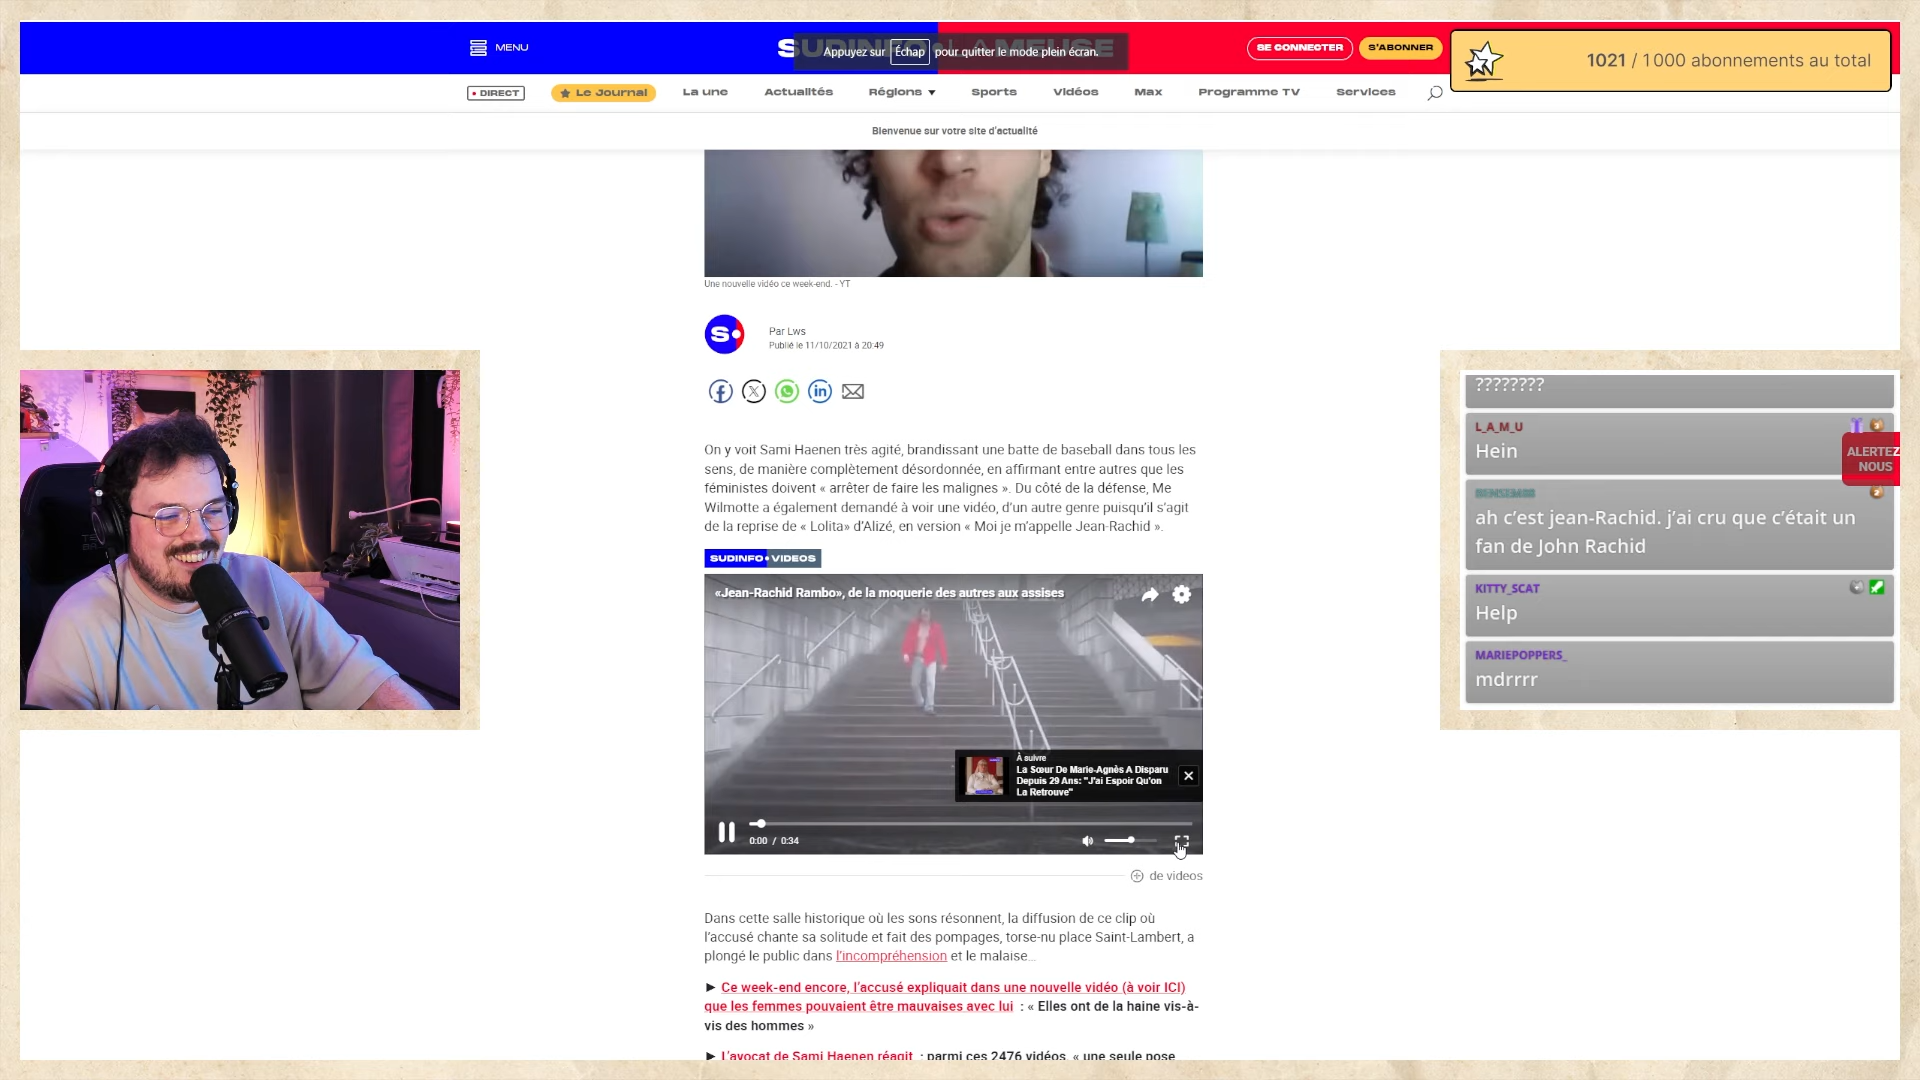 MENU
SUDINFO LA MEUSE
Appuyez sur Échap pour quitter le mode plein écran.
SE CONNECTER
S'ABONNER
1021 / 1000 abonnements au total
DIRECT
Le Journal
La une
Actualités
Régions
Sports
Vidéos
Max
Programme TV
Services
Bienvenue sur votre site d'actualité
Une nouvelle vidéo ce week-end. - YT
S
Par Lws
Publié le 11/10/2021 à 20:49
On y voit Sami Haenen très agité, brandissant une batte de baseball dans tous les
sens, de manière complètement désordonnée, en affirmant entre autres que les
féministes doivent « arrêter de faire les malignes ». Du côté de la défense, Me
Wilmotte a également demandé à voir une vidéo, d'un autre genre puisqu'il s'agit
de la reprise de « Lolita» d'Alizé, en version « Moi je m'appelle Jean-Rachid ».
SUDINFO VIDEOS
«Jean-Rachid Rambo», de la moquerie des autres aux assises
À suivre
La Sœur De Marie-Agnès A Disparu
Depuis 29 Ans: "J'ai Espoir Qu'on
La Retrouve"
0:00 / 0:34
de videos
Dans cette salle historique où les sons résonnent, la diffusion de ce clip où
l'accusé chante sa solitude et fait des pompages, torse-nu place Saint-Lambert, a
plongé le public dans l'incompréhension et le malaise…
► Ce week-end encore, l'accusé expliquait dans une nouvelle vidéo (à voir ICI)
que les femmes pouvaient être mauvaises avec lui : « Elles ont de la haine vis-à-
vis des hommes »
► L'avocat de Sami Haenen réagit : parmi ces 2476 vidéos, « une seule pose
????????
L_A_M_U
Hein
ALERTEZ
NOUS
ah c'est jean-Rachid. j'ai cru que c'était un
fan de John Rachid
KITTY_SCAT
Help
MARIEPOPPERS_
mdrrrr